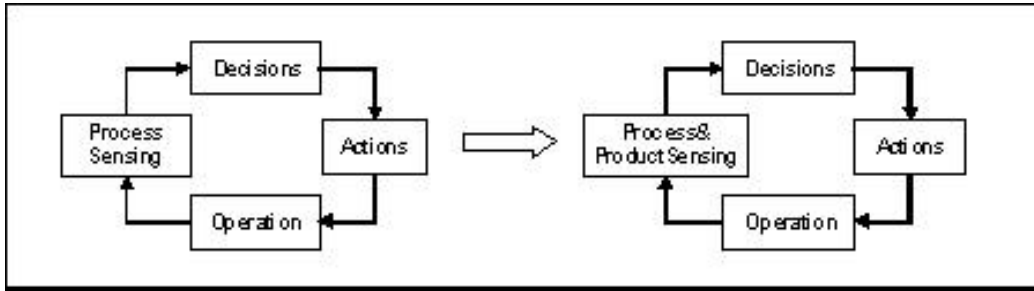 Decisions
Process
Sensing
Actions
Operation
Decisions
Process&
Product Sensing
Actions
Operation